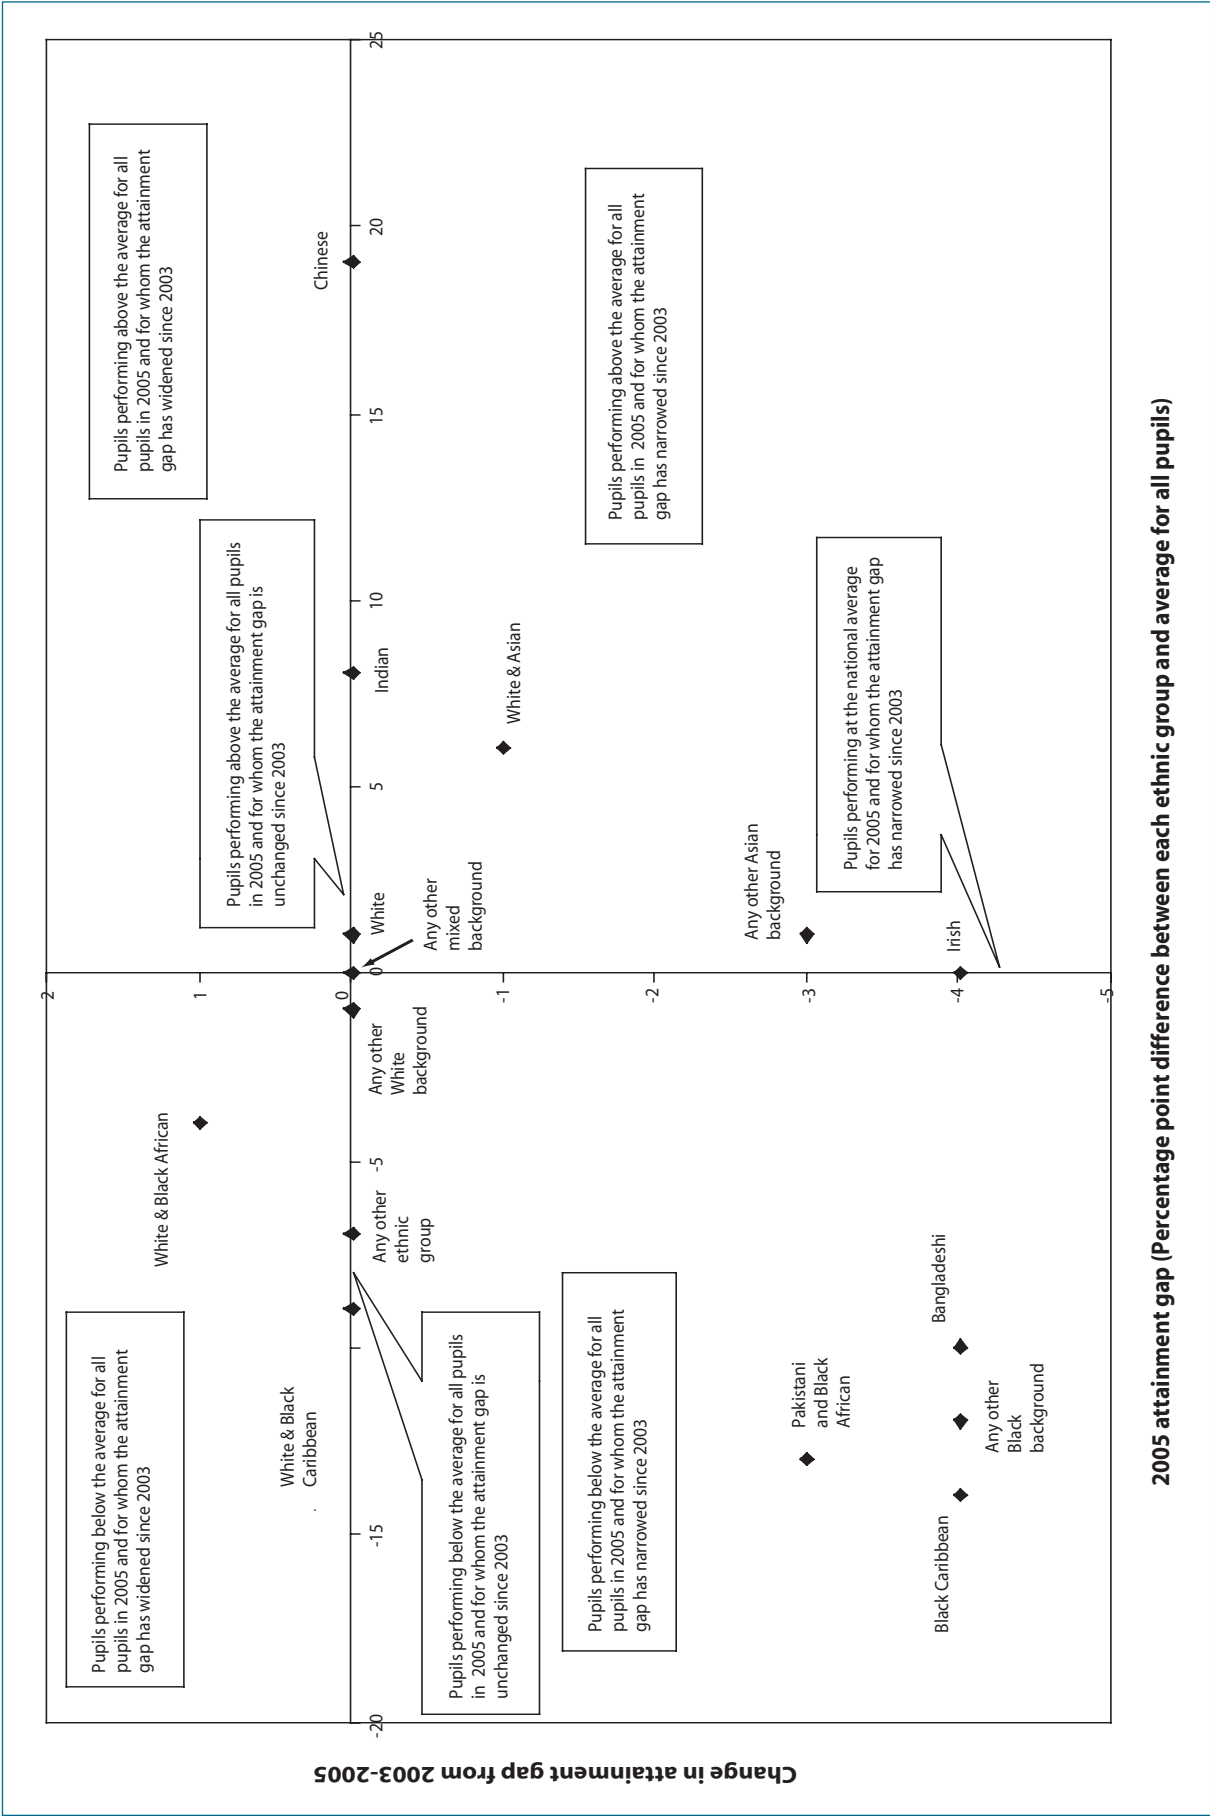 Pupils performing below the average for all
pupils in 2005 and for whom the attainment
gap has widened since 2003
Pupils performing above the average for all
pupils in 2005 and for whom the attainment
gap has widened since 2003
White & Black African
Pupils performing above the average for all pupils
in 2005 and for whom the attainment gap is
unchanged since 2003
White & Black
Caribbean
Chinese
2
1
0
-1
-2
-3
-4
-5
-20
-15
-5
0
5
10
15
20
25
Any other
ethnic
group
Any other
White
background
White
Any other
mixed
background
Indian
White & Asian
Pupils performing below the average for all pupils
in 2005 and for whom the attainment gap is
unchanged since 2003
Pupils performing below the average for all
pupils in 2005 and for whom the attainment
gap has narrowed since 2003
Pupils performing above the average for all
pupils in 2005 and for whom the attainment
gap has narrowed since 2003
Pakistani
and Black
African
Any other Asian
background
Pupils performing at the national average
for 2005 and for whom the attainment gap
has narrowed since 2003
Black Caribbean
Any other
Black
background
Bangladeshi
Irish
Change in attainment gap from 2003-2005
2005 attainment gap (Percentage point difference between each ethnic group and average for all pupils)